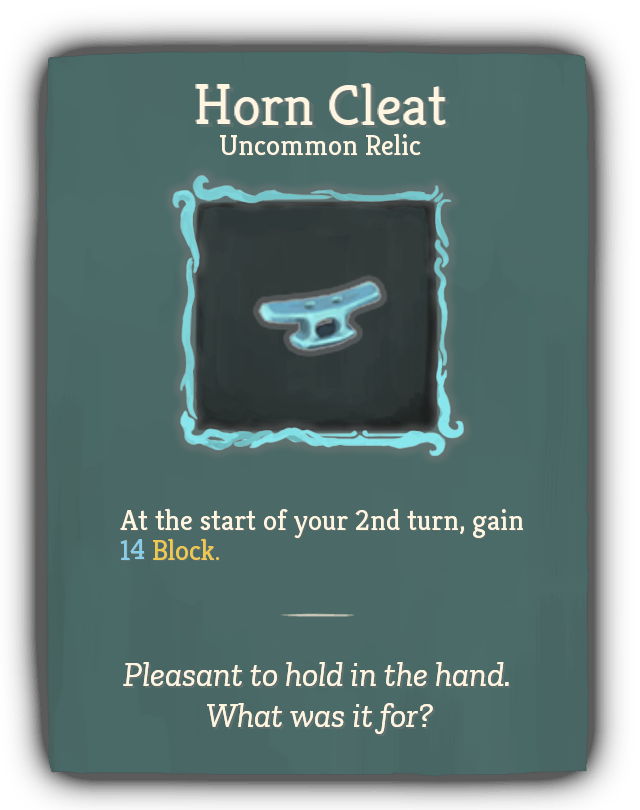 Horn Cleat
Uncommon Relic
At the start of your 2nd turn, gain
14 Block.
Pleasant to hold in the hand.
What was it for?